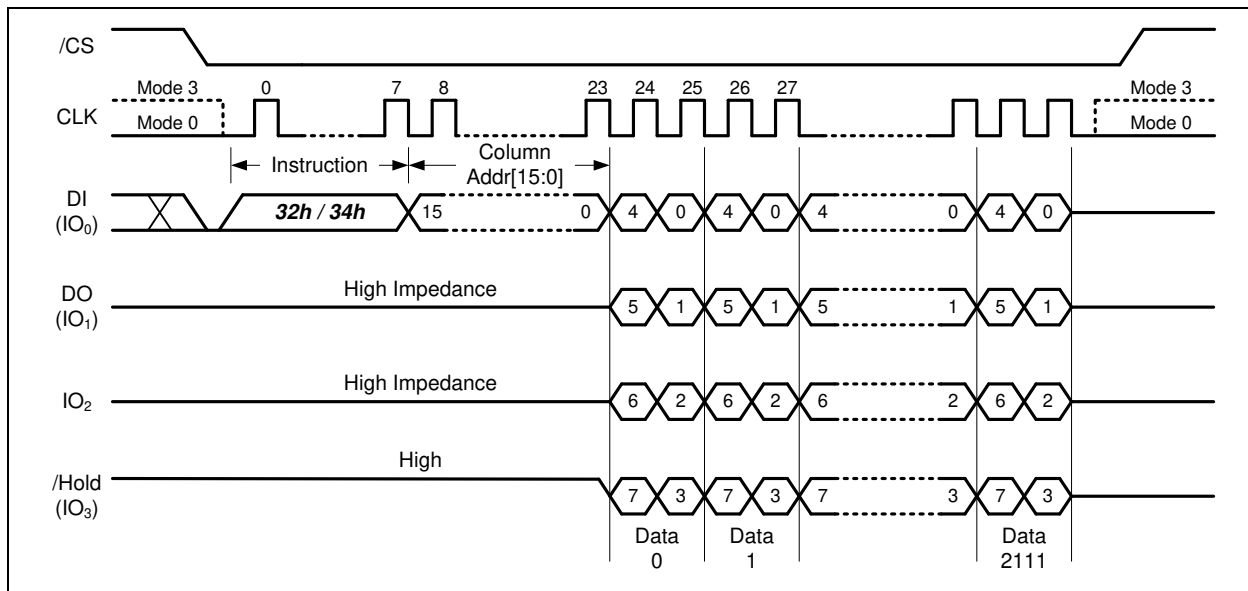 /CS
Mode 3 0 7 8 23 24 25 26 27 Mode 3
CLK
Mode 0 Mode 0
Instruction
Column
Addr[15:0]
DI
(IO0)
32h / 34h 15 0 4 0 4 0 4 0 4 0
DO
(IO1)
High Impedance
5 1 5 1 5 1 5 1
IO2
High Impedance
6 2 6 2 6 2 6 2
/Hold
(IO3)
High
7 3 7 3 7 3 7 3
Data
0
Data
1
Data
2111